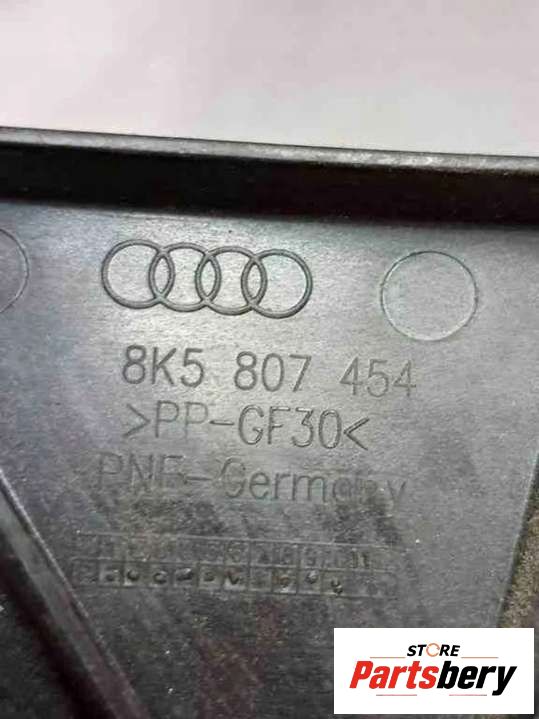 8K5 807 454
>PP-GF30<
PNF-Germany
STORE
Partsbery